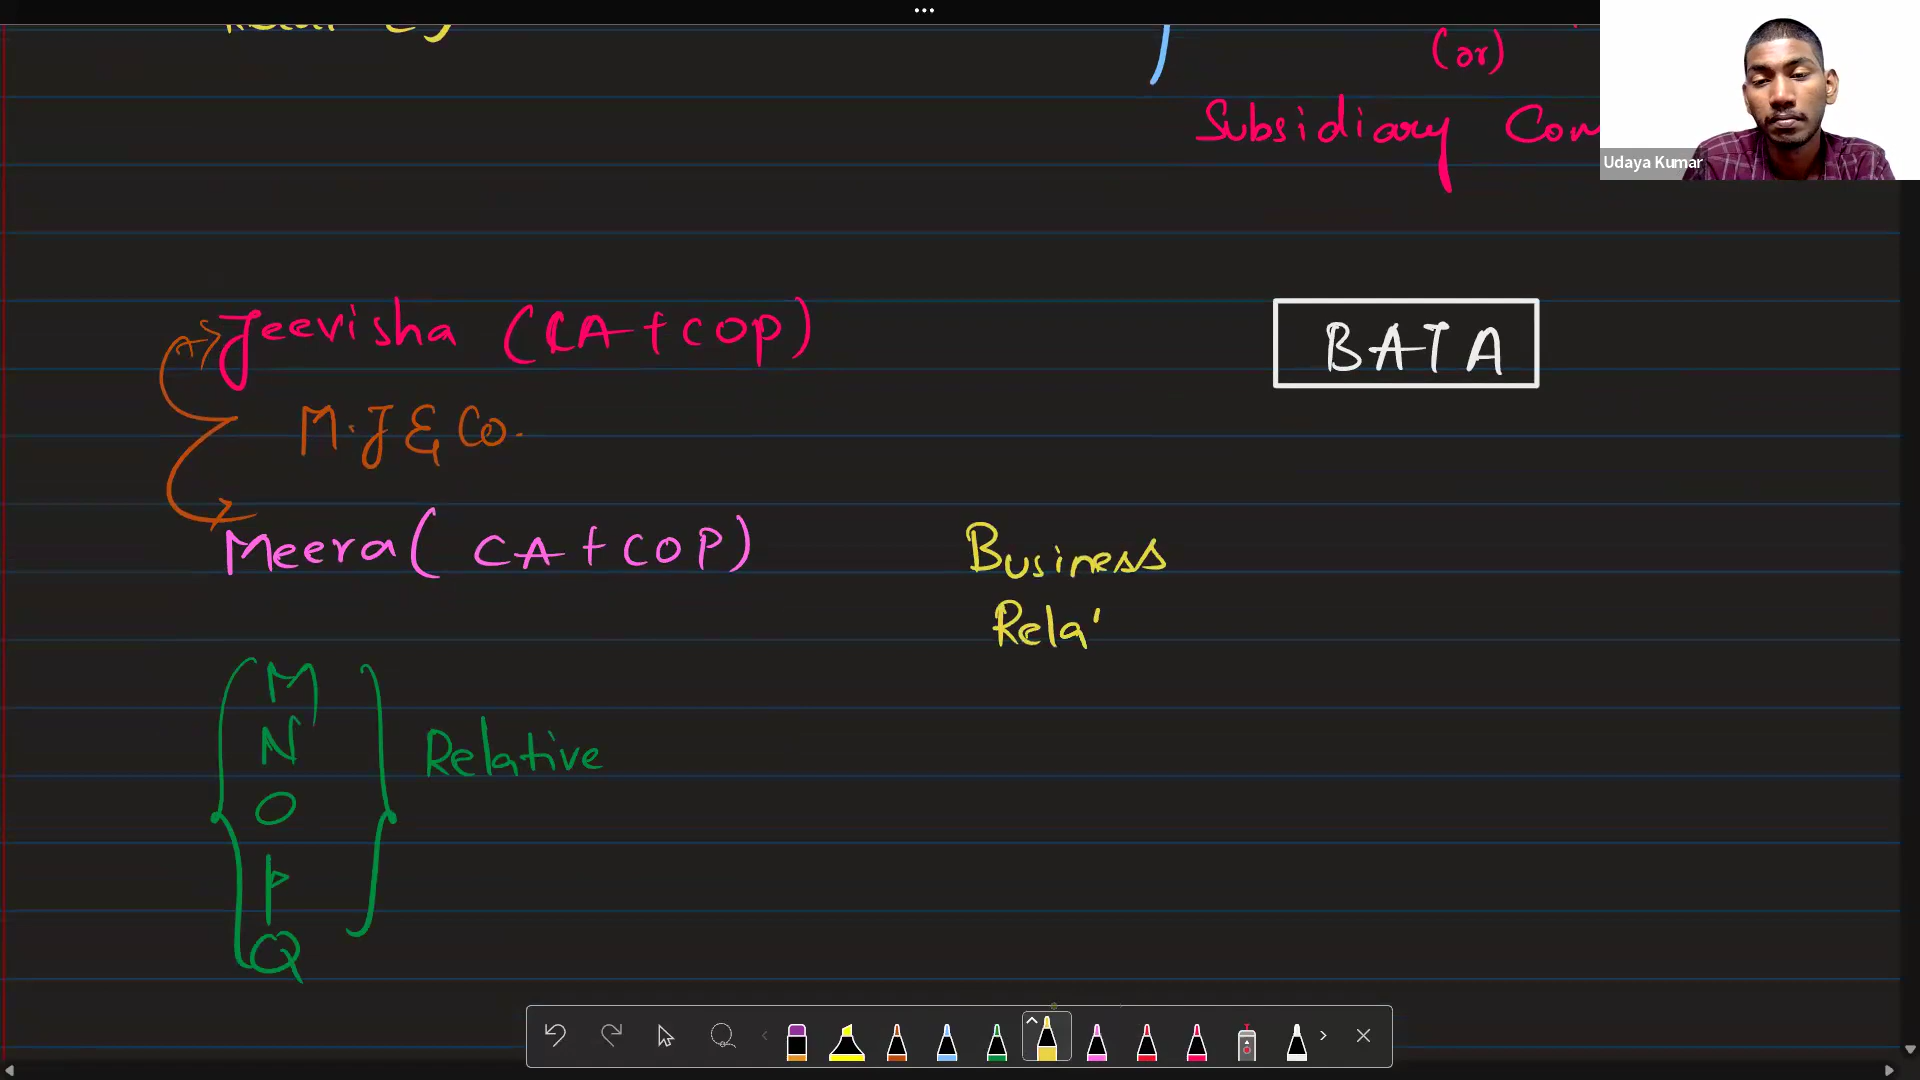 (or)
Subsidiary Com
Udaya Kumar
Jeevisha (CA + COP)
BATA
M.J & Co.
Meera (CA + COP)
Business
Rela'
M
N
Relative
O
P
Q